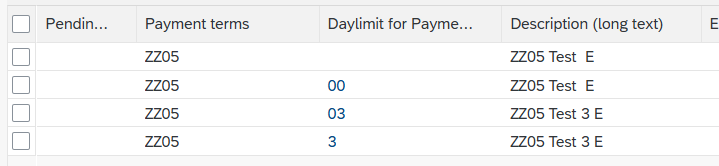 Pendin... Payment terms Daylimit for Payme... Description (long text) E
ZZ05 ZZ05 Test  E
ZZ05 00 ZZ05 Test  E
ZZ05 03 ZZ05 Test 3 E
ZZ05 3 ZZ05 Test 3 E